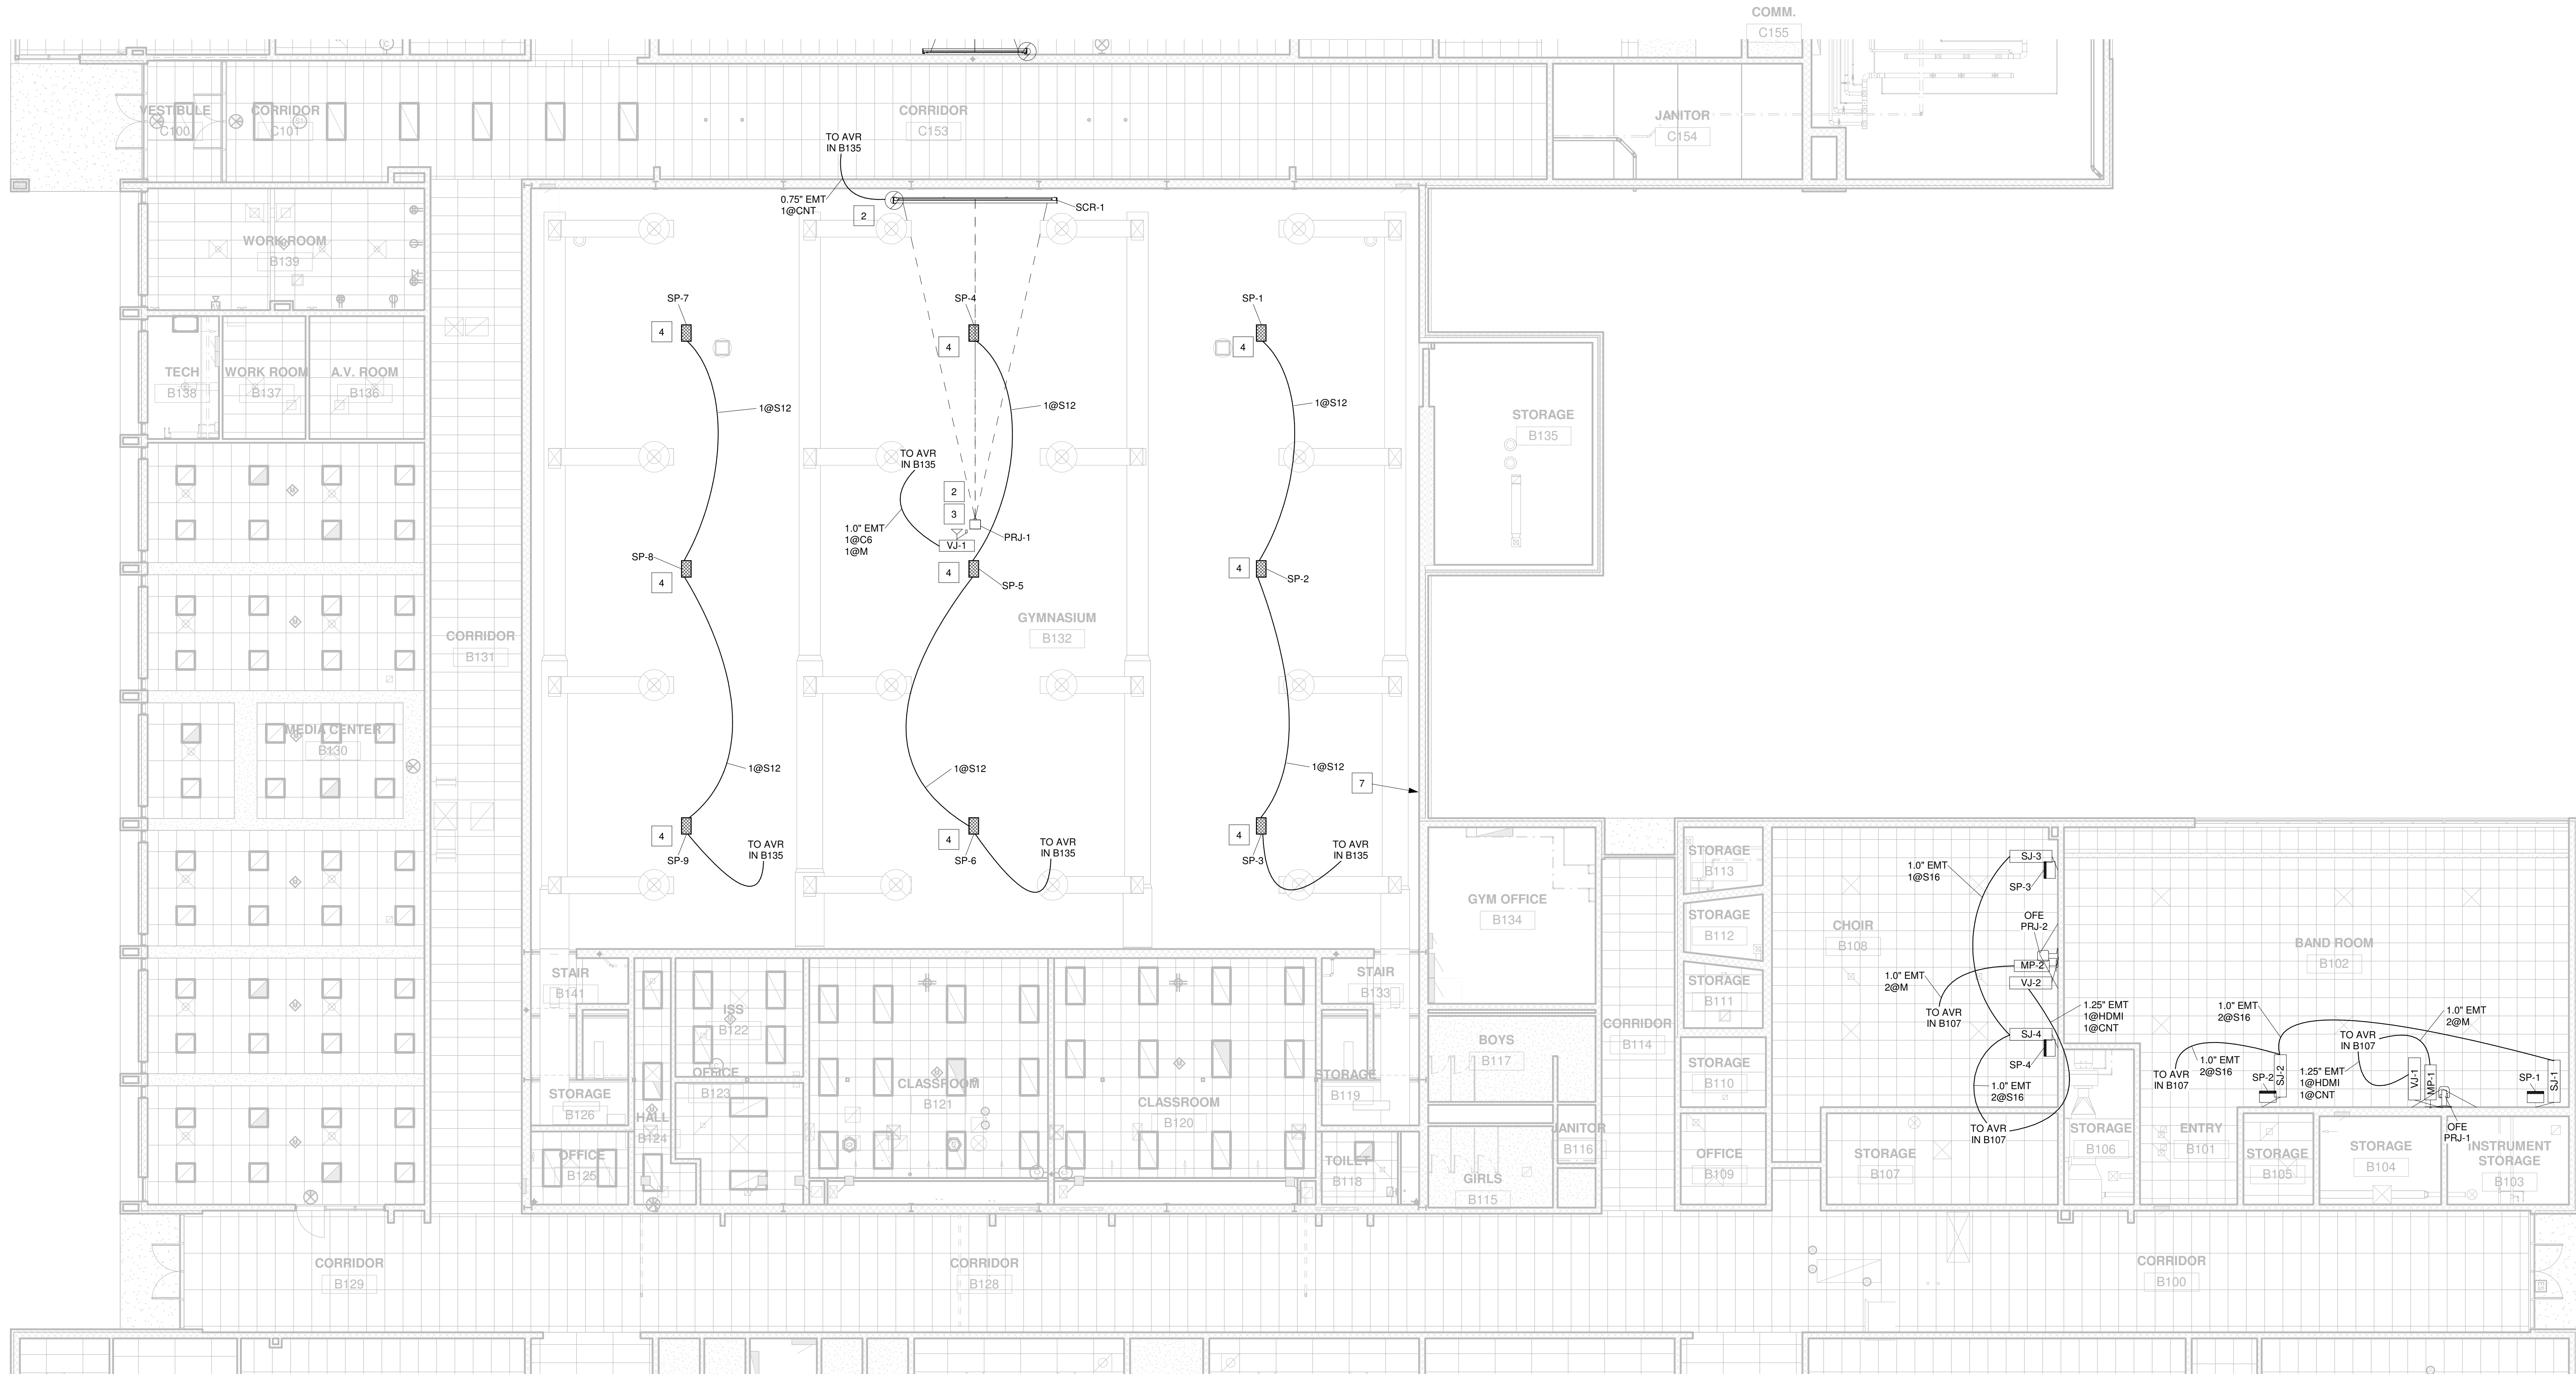 COMM.
C155
VESTIBULE
C100
CORRIDOR
C101
CORRIDOR
C153
JANITOR
C154
TO AVR
IN B135
0.75" EMT
1@CNT
2
SCR-1
WORK ROOM
B139
SP-7
4
SP-4
4
SP-1
4
TECH
B138
WORK ROOM
B137
A.V. ROOM
B136
1@S12
1@S12
1@S12
STORAGE
B135
TO AVR
IN B135
2
3
1.0" EMT
1@C6
1@M
VJ-1
PRJ-1
SP-8
4
4
SP-5
4
SP-2
GYMNASIUM
B132
CORRIDOR
B131
MEDIA CENTER
B130
1@S12
1@S12
1@S12
7
4
SP-9
TO AVR
IN B135
4
SP-6
TO AVR
IN B135
4
SP-3
TO AVR
IN B135
GYM OFFICE
B134
STORAGE
B113
STORAGE
B112
STORAGE
B111
STORAGE
B110
OFFICE
B109
CORRIDOR
B114
CHOIR
B108
1.0" EMT
1@S16
SJ-3
SP-3
OFE
PRJ-2
MP-2
VJ-2
1.0" EMT
2@M
TO AVR
IN B107
1.25" EMT
1@HDMI
1@CNT
SJ-4
SP-4
1.0" EMT
2@S16
TO AVR
IN B107
BAND ROOM
B102
1.0" EMT
2@S16
1.0" EMT
2@M
TO AVR
IN B107
1.0" EMT
2@S16
TO AVR
IN B107
1.25" EMT
1@HDMI
1@CNT
SP-2
SJ-2
VJ-1
MP-1
SP-1
SJ-1
OFE
PRJ-1
STAIR
B141
ISS
B122
OFFICE
B123
STORAGE
B126
HALL
B124
OFFICE
B125
CLASSROOM
B121
CLASSROOM
B120
STAIR
B133
STORAGE
B119
TOILET
B118
BOYS
B117
JANITOR
B116
GIRLS
B115
STORAGE
B107
STORAGE
B106
ENTRY
B101
STORAGE
B105
STORAGE
B104
INSTRUMENT
STORAGE
B103
CORRIDOR
B129
CORRIDOR
B128
CORRIDOR
B100